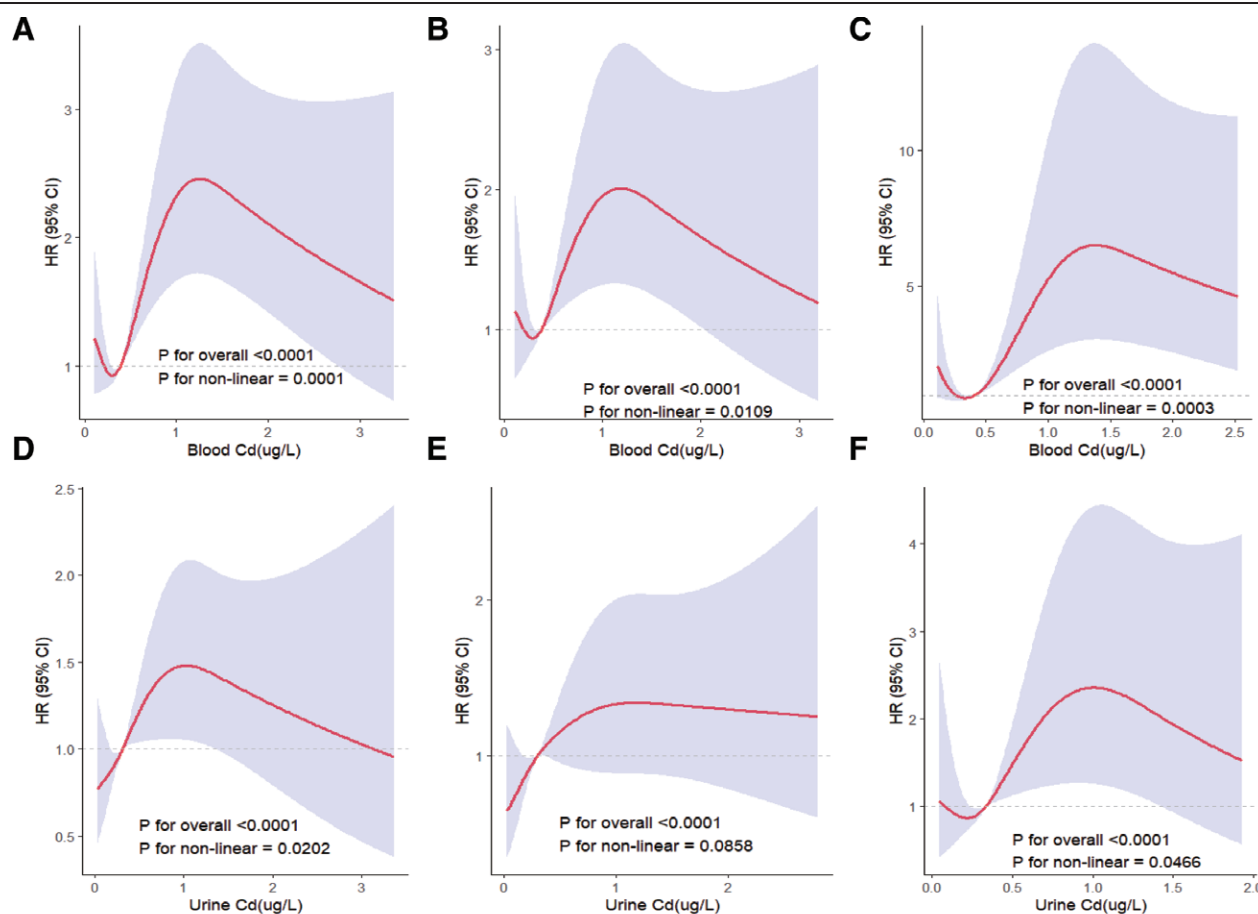 A
HR (95% CI)
3
2
1
P for overall <0.0001
P for non-linear = 0.0001
0 1 2 3
Blood Cd(ug/L)
B
HR (95% CI)
3
2
1
P for overall <0.0001
P for non-linear = 0.0109
0 1 2 3
Blood Cd(ug/L)
C
HR (95% CI)
10
5
P for overall <0.0001
P for non-linear = 0.0003
0.0 0.5 1.0 1.5 2.0 2.5
Blood Cd(ug/L)
D
HR (95% CI)
2.5
2.0
1.5
1.0
0.5
P for overall <0.0001
P for non-linear = 0.0202
0 1 2 3
Urine Cd(ug/L)
E
HR (95% CI)
2
1
P for overall <0.0001
P for non-linear = 0.0858
0 1 2
Urine Cd(ug/L)
F
HR (95% CI)
4
3
2
1
P for overall <0.0001
P for non-linear = 0.0466
0.0 0.5 1.0 1.5 2.0
Urine Cd(ug/L)